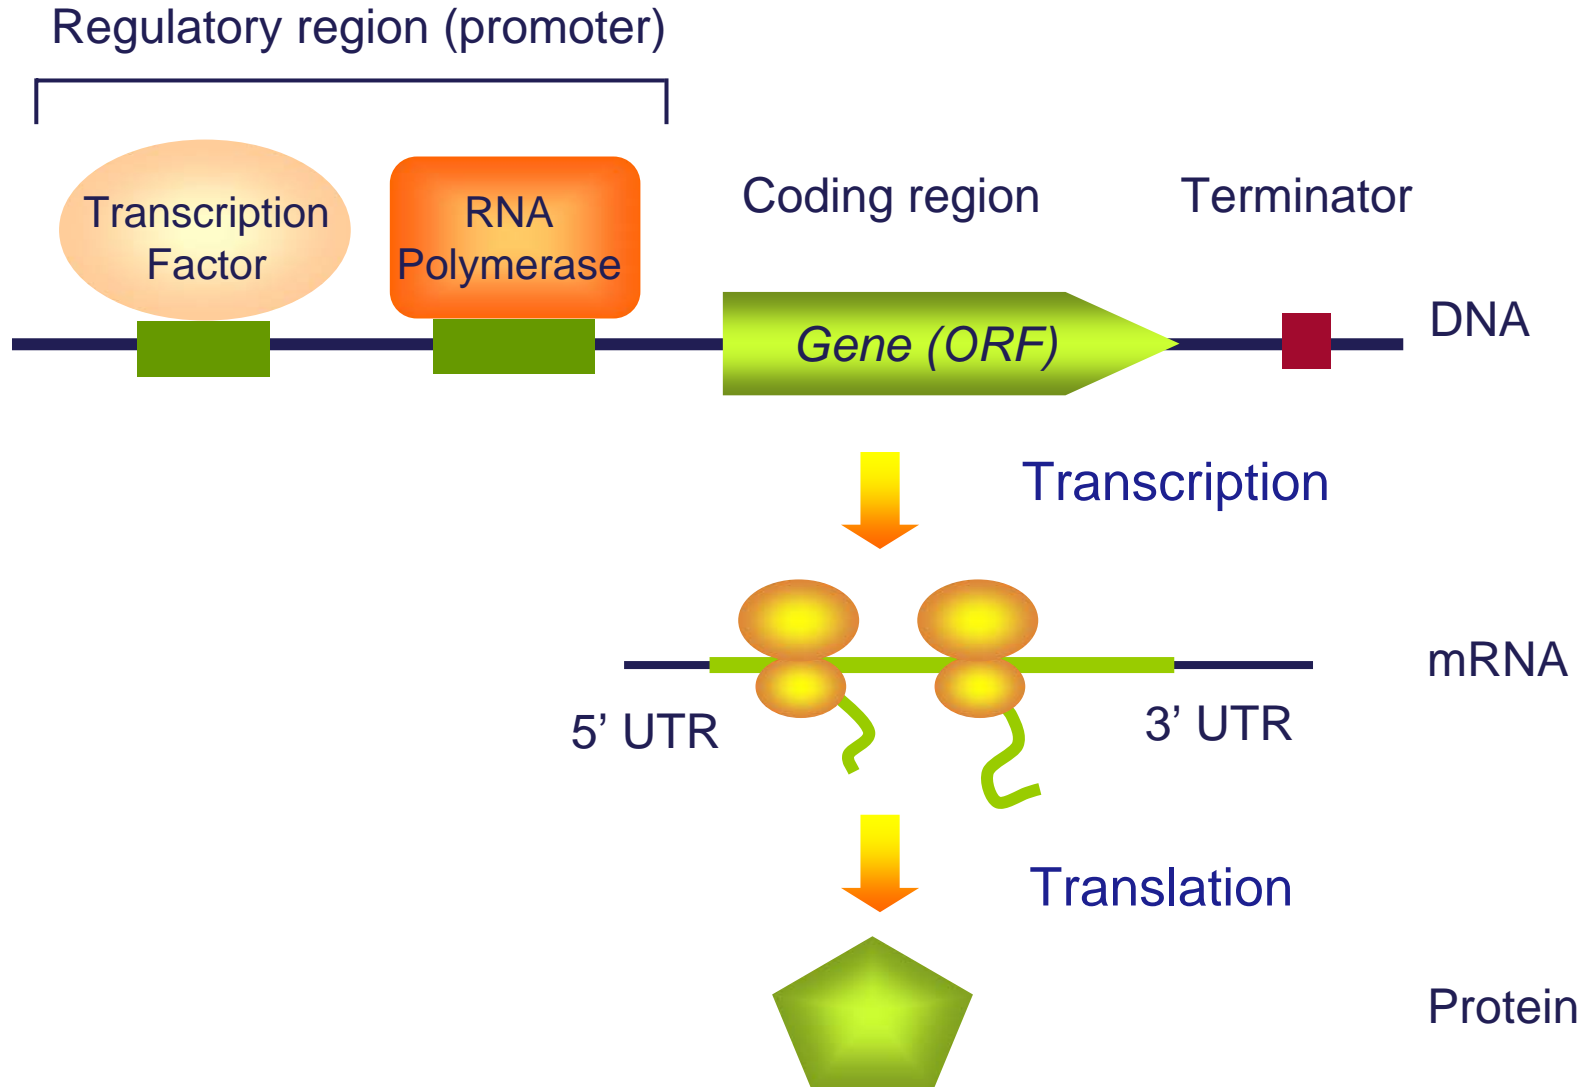 Regulatory region (promoter)
Transcription
Factor
RNA
Polymerase
Coding region
Terminator
Gene (ORF)
DNA
Transcription
mRNA
5’ UTR
3’ UTR
Translation
Protein